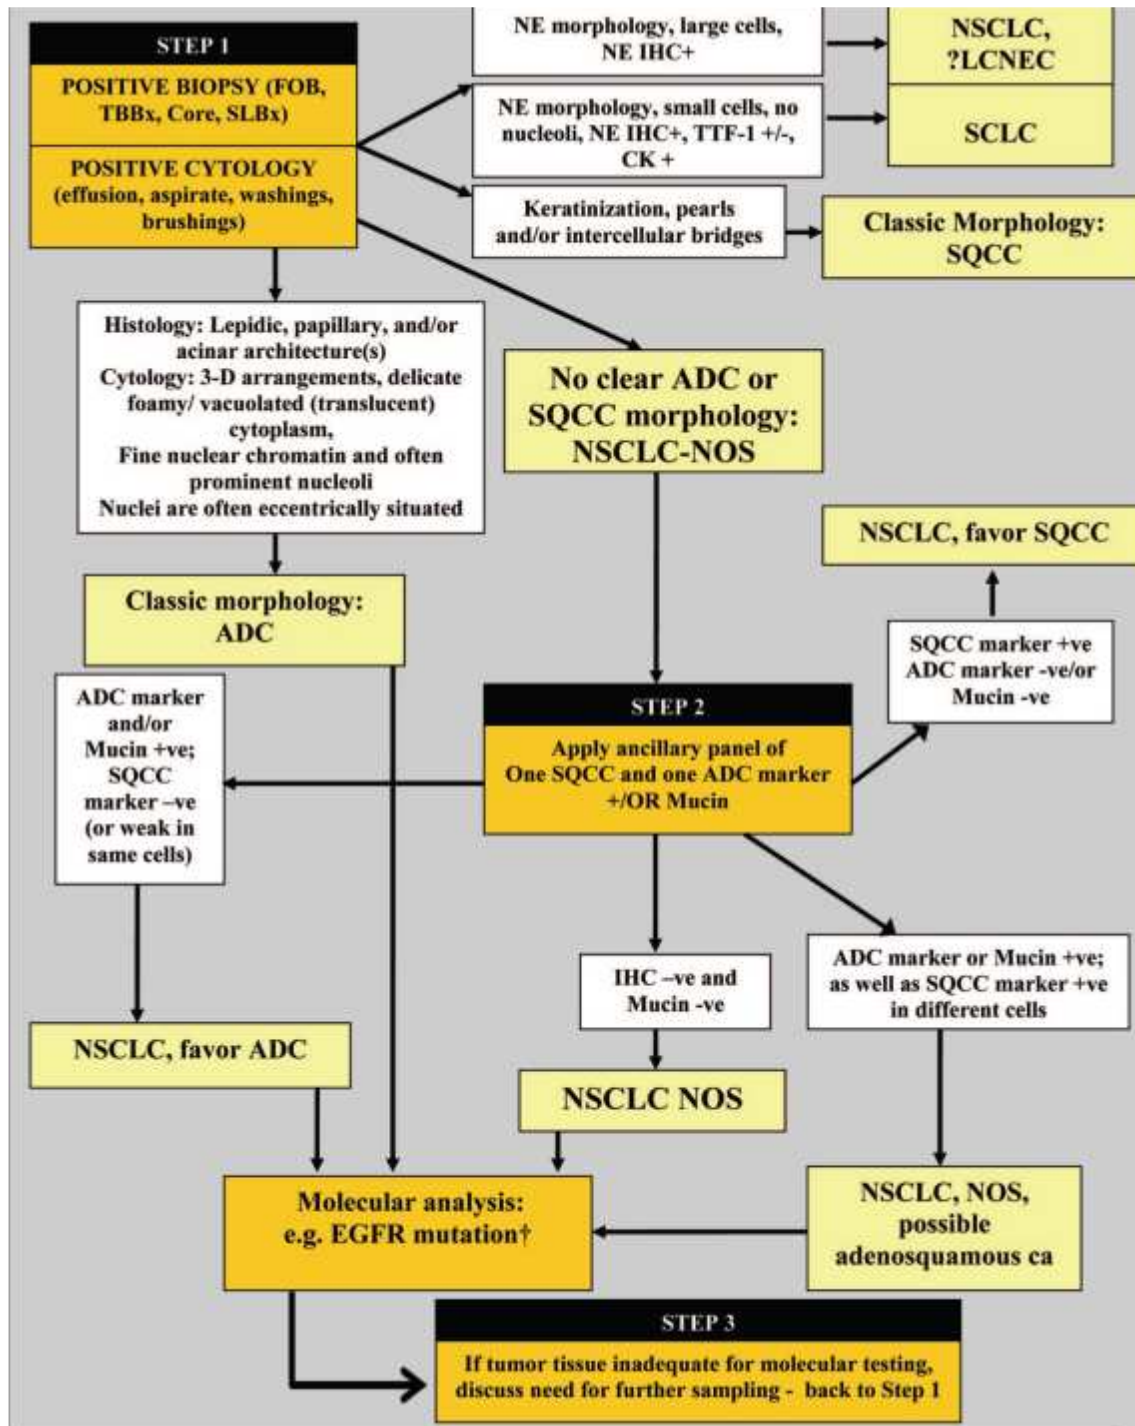 STEP 1
POSITIVE BIOPSY (FOB,
TBBx, Core, SLBx)
POSITIVE CYTOLOGY
(effusion, aspirate, washings,
brushings)
NE morphology, large cells,
NE IHC+
NSCLC,
?LCNEC
NE morphology, small cells, no
nucleoli, NE IHC+, TTF-1 +/-,
CK +
SCLC
Keratinization, pearls
and/or intercellular bridges
Classic Morphology:
SQCC
Histology: Lepidic, papillary, and/or
acinar architecture(s)
Cytology: 3-D arrangements, delicate
foamy/ vacuolated (translucent)
cytoplasm,
Fine nuclear chromatin and often
prominent nucleoli
Nuclei are often eccentrically situated
No clear ADC or
SQCC morphology:
NSCLC-NOS
NSCLC, favor SQCC
Classic morphology:
ADC
SQCC marker +ve
ADC marker -ve/or
Mucin -ve
ADC marker
and/or
Mucin +ve;
SQCC
marker –ve
(or weak in
same cells)
STEP 2
Apply ancillary panel of
One SQCC and one ADC marker
+/OR Mucin
IHC –ve and
Mucin -ve
ADC marker or Mucin +ve;
as well as SQCC marker +ve
in different cells
NSCLC, favor ADC
NSCLC NOS
Molecular analysis:
e.g. EGFR mutation†
NSCLC, NOS,
possible
adenosquamous ca
STEP 3
If tumor tissue inadequate for molecular testing,
discuss need for further sampling - back to Step 1